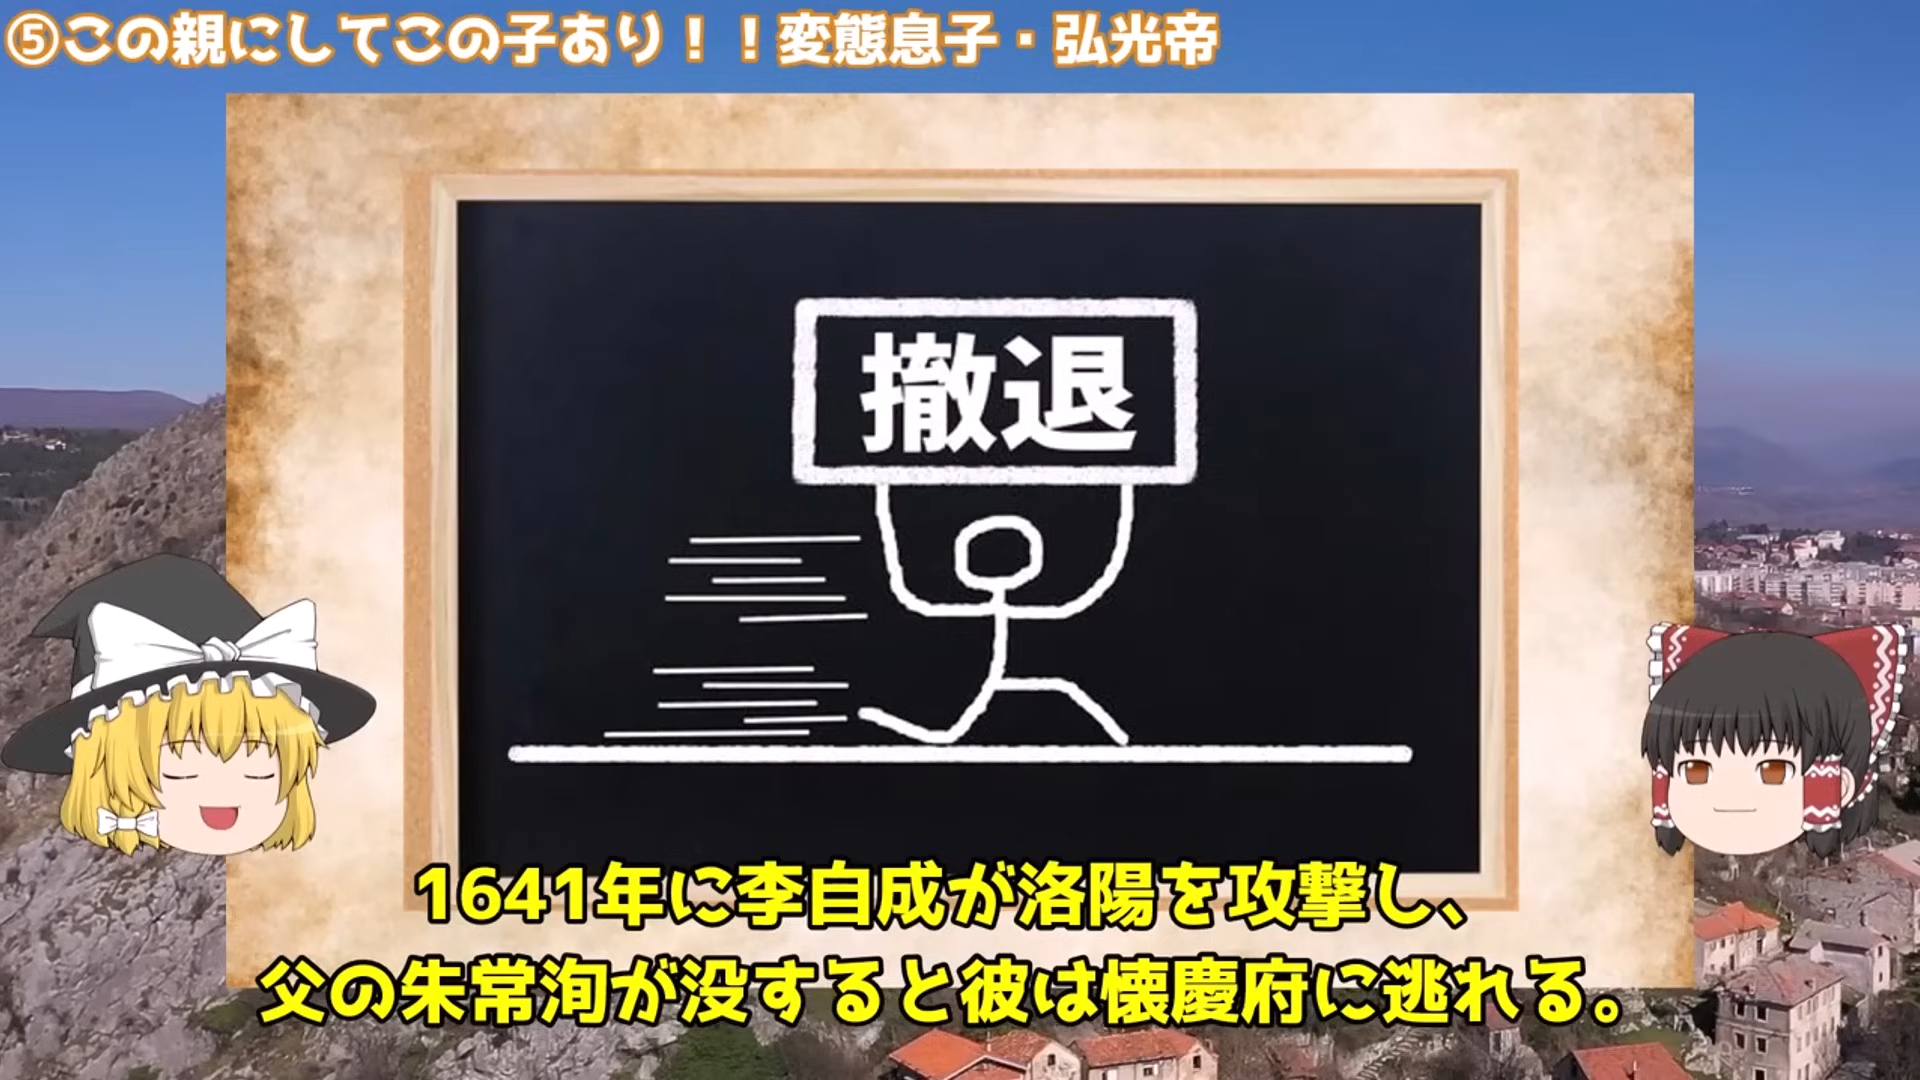 ⑤この親にしてこの子あり！！変態息子・弘光帝
撤退
1641年に李自成が洛陽を攻撃し、
父の朱常洵が没すると彼は懐慶府に逃れる。